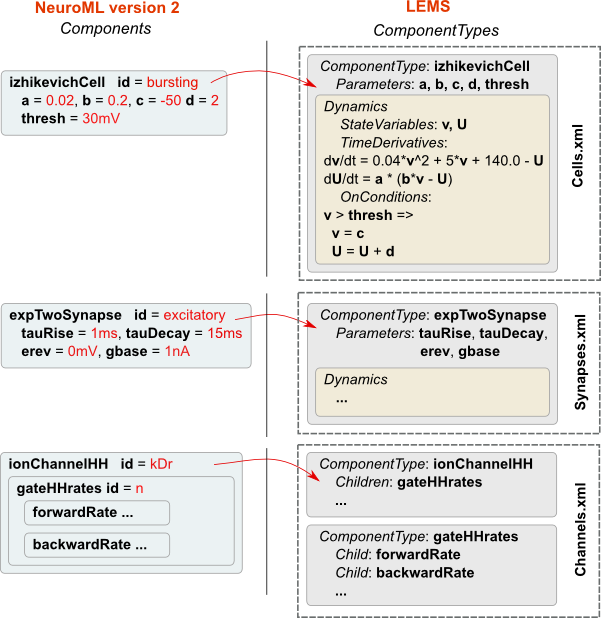 NeuroML version 2
Components
izhikevichCell id = bursting
a = 0.02, b = 0.2, c = -50 d = 2
thresh = 30mV
expTwoSynapse id = excitatory
tauRise = 1ms, tauDecay = 15ms
erev = 0mV, gbase = 1nA
ionChannelHH id = kDr
gateHHrates id = n
forwardRate ...
backwardRate ...
LEMS
ComponentTypes
ComponentType: izhikevichCell
Parameters: a, b, c, d, thresh
Dynamics
StateVariables: v, U
TimeDerivatives:
dv/dt = 0.04*v^2 + 5*v + 140.0 - U
dU/dt = a * (b*v - U)
OnConditions:
v > thresh =>
v = c
U = U + d
Cells.xml
ComponentType: expTwoSynapse
Parameters: tauRise, tauDecay,
erev, gbase
Dynamics
...
Synapses.xml
ComponentType: ionChannelHH
Children: gateHHrates
...
ComponentType: gateHHrates
Child: forwardRate
Child: backwardRate
...
Channels.xml